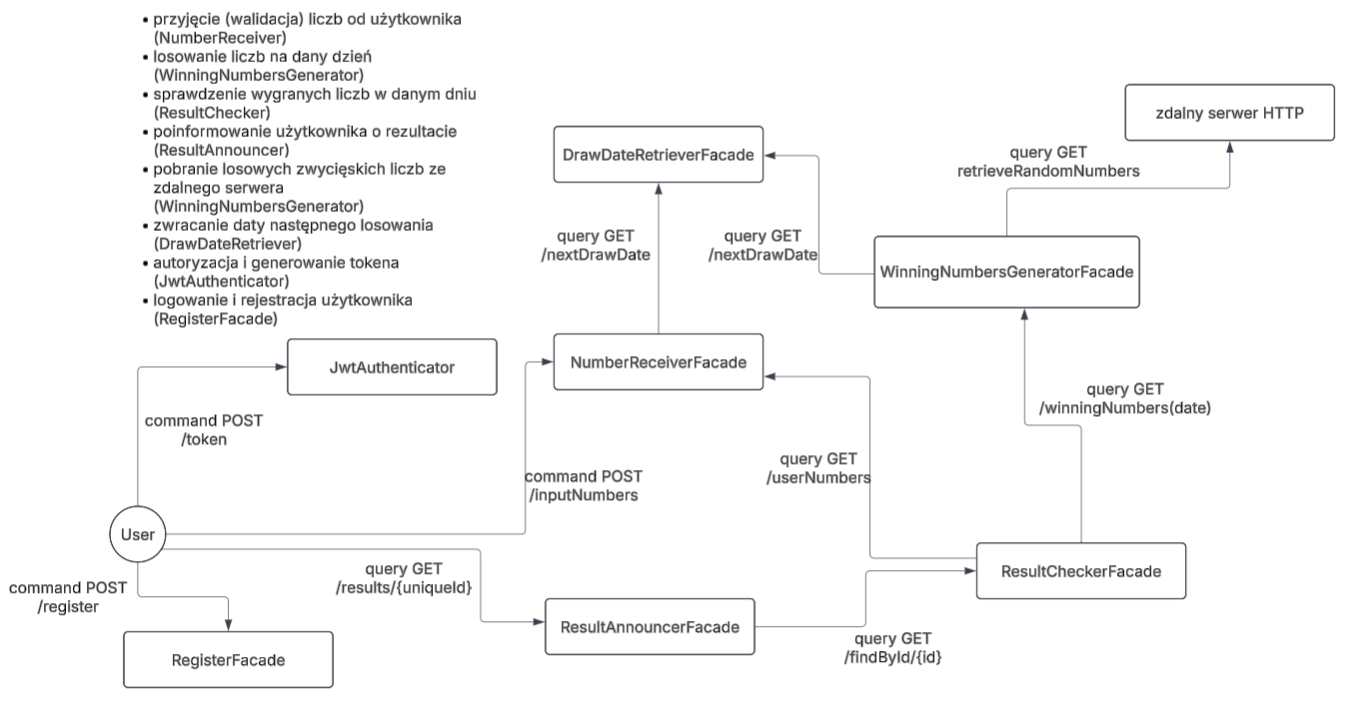 • przyjęcie (walidacja) liczb od użytkownika
(NumberReceiver)
• losowanie liczb na dany dzień
(WinningNumbersGenerator)
• sprawdzenie wygranych liczb w danym dniu
(ResultChecker)
• poinformowanie użytkownika o rezultacie
(ResultAnnouncer)
• pobranie losowych zwycięskich liczb ze
zdalnego serwera
(WinningNumbersGenerator)
• zwracanie daty następnego losowania
(DrawDateRetriever)
• autoryzacja i generowanie tokena
(JwtAuthenticator)
• logowanie i rejestracja użytkownika
(RegisterFacade)
zdalny serwer HTTP
DrawDateRetrieverFacade
query GET
retrieveRandomNumbers
query GET
/nextDrawDate
query GET
/nextDrawDate
WinningNumbersGeneratorFacade
JwtAuthenticator
NumberReceiverFacade
query GET
/winningNumbers(date)
command POST
/token
query GET
/userNumbers
command POST
/inputNumbers
User
query GET
/results/{uniqueId}
ResultCheckerFacade
command POST
/register
ResultAnnouncerFacade
query GET
/findById/{id}
RegisterFacade